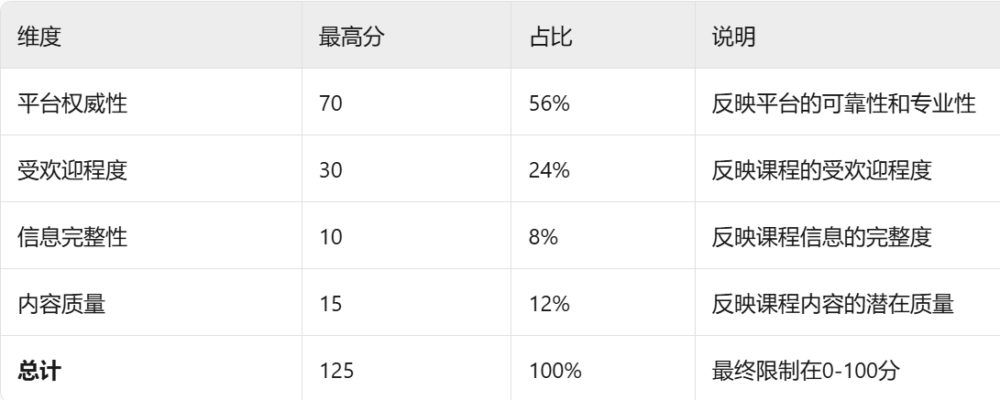 维度 最高分 占比 说明
平台权威性 70 56% 反映平台的可靠性和专业性
受欢迎程度 30 24% 反映课程的受欢迎程度
信息完整性 10 8% 反映课程信息的完整度
内容质量 15 12% 反映课程内容的潜在质量
总计 125 100% 最终限制在0-100分